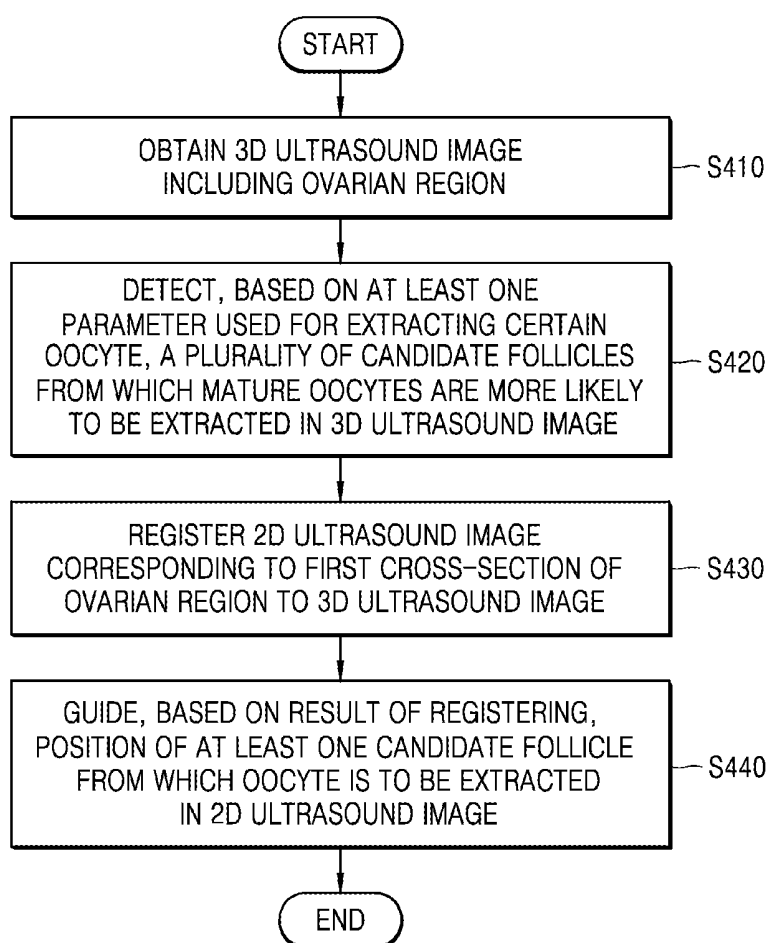 START
OBTAIN 3D ULTRASOUND IMAGE
INCLUDING OVARIAN REGION
S410
DETECT, BASED ON AT LEAST ONE
PARAMETER USED FOR EXTRACTING CERTAIN
OOCYTE, A PLURALITY OF CANDIDATE FOLLICLES
FROM WHICH MATURE OOCYTES ARE MORE LIKELY
TO BE EXTRACTED IN 3D ULTRASOUND IMAGE
S420
REGISTER 2D ULTRASOUND IMAGE
CORRESPONDING TO FIRST CROSS-SECTION OF
OVARIAN REGION TO 3D ULTRASOUND IMAGE
S430
GUIDE, BASED ON RESULT OF REGISTERING,
POSITION OF AT LEAST ONE CANDIDATE FOLLICLE
FROM WHICH OOCYTE IS TO BE EXTRACTED
IN 2D ULTRASOUND IMAGE
S440
END